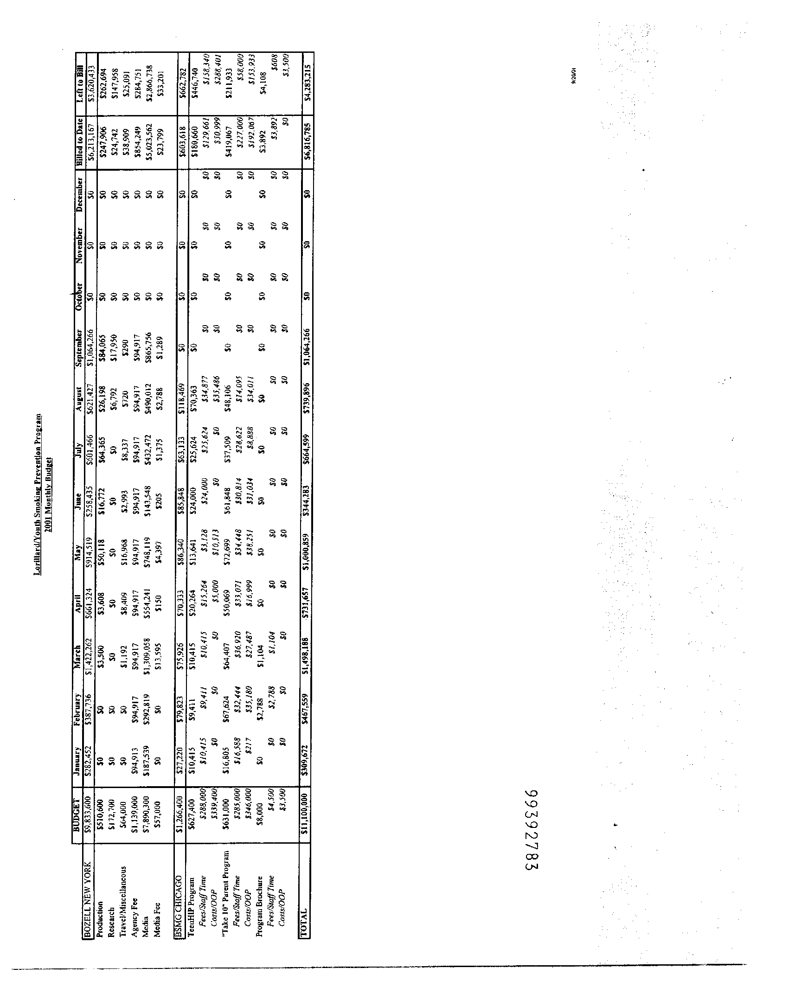 Lorillard/Youth Smoking Prevention Program
2001 Monthly Budget
BUDGET January February March April May June July August September October November December Billed to Date Left to Bill
BOZELL NEW YORK $9,833,600 $282,452 $387,736 $1,422,262 $661,324 $914,519 $258,435 $601,466 $621,427 $1,064,266 $0 $0 $0 $6,213,167 $3,620,433
Production $510,600 $0 $0 $3,500 $3,608 $50,118 $16,772 $64,365 $26,198 $84,065 $0 $0 $0 $247,906 $262,694
Research $172,700 $0 $0 $0 $0 $0 $0 $0 $6,792 $17,950 $0 $0 $0 $24,742 $147,958
Travel/Miscellaneous $64,000 $0 $0 $1,192 $8,409 $16,968 $2,993 $8,337 $720 $290 $0 $0 $0 $38,909 $25,091
Agency Fee $1,139,000 $94,913 $94,917 $94,917 $94,917 $94,917 $94,917 $94,917 $94,917 $94,917 $0 $0 $0 $854,249 $284,751
Media $7,890,300 $187,539 $292,819 $1,309,058 $554,241 $748,119 $143,548 $432,472 $490,012 $865,756 $0 $0 $0 $5,023,562 $2,866,738
Media Fee $57,000 $0 $0 $13,595 $150 $4,397 $205 $1,375 $2,788 $1,289 $0 $0 $0 $23,799 $33,201
BSMG CHICAGO $1,266,400 $27,220 $79,823 $75,926 $70,333 $86,340 $85,848 $63,133 $118,469 $0 $0 $0 $0 $603,618 $662,782
TeenHIP Program $627,400 $10,415 $9,411 $10,415 $20,264 $13,641 $24,000 $25,624 $70,363 $0 $0 $0 $0 $180,660 $446,740
Fees/Staff Time $288,000 $10,415 $9,411 $10,415 $15,264 $3,128 $24,000 $25,624 $34,877 $0 $0 $0 $0 $129,661 $158,340
Costs/OOP $339,400 $0 $0 $0 $5,000 $10,513 $0 $0 $35,486 $0 $0 $0 $0 $50,999 $288,401
"Take 10" Parent Program $631,000 $16,805 $67,624 $64,407 $50,069 $72,699 $61,848 $37,509 $48,106 $0 $0 $0 $0 $419,067 $211,933
Fees/Staff Time $285,000 $16,588 $32,444 $36,920 $33,071 $34,448 $30,814 $28,622 $14,095 $0 $0 $0 $0 $227,000 $58,000
Costs/OOP $346,000 $217 $35,180 $27,487 $16,999 $38,251 $31,034 $8,888 $34,011 $0 $0 $0 $0 $192,067 $153,933
Program Brochure $8,000 $0 $2,788 $1,104 $0 $0 $0 $0 $0 $0 $0 $0 $0 $3,892 $4,108
Fees/Staff Time $4,500 $0 $2,788 $1,104 $0 $0 $0 $0 $0 $0 $0 $0 $0 $3,892 $608
Costs/OOP $3,500 $0 $0 $0 $0 $0 $0 $0 $0 $0 $0 $0 $0 $0 $3,500
TOTAL $11,100,000 $309,672 $467,559 $1,498,188 $731,657 $1,000,859 $344,283 $664,599 $739,896 $1,064,266 $0 $0 $0 $6,816,785 $4,283,215
99392783